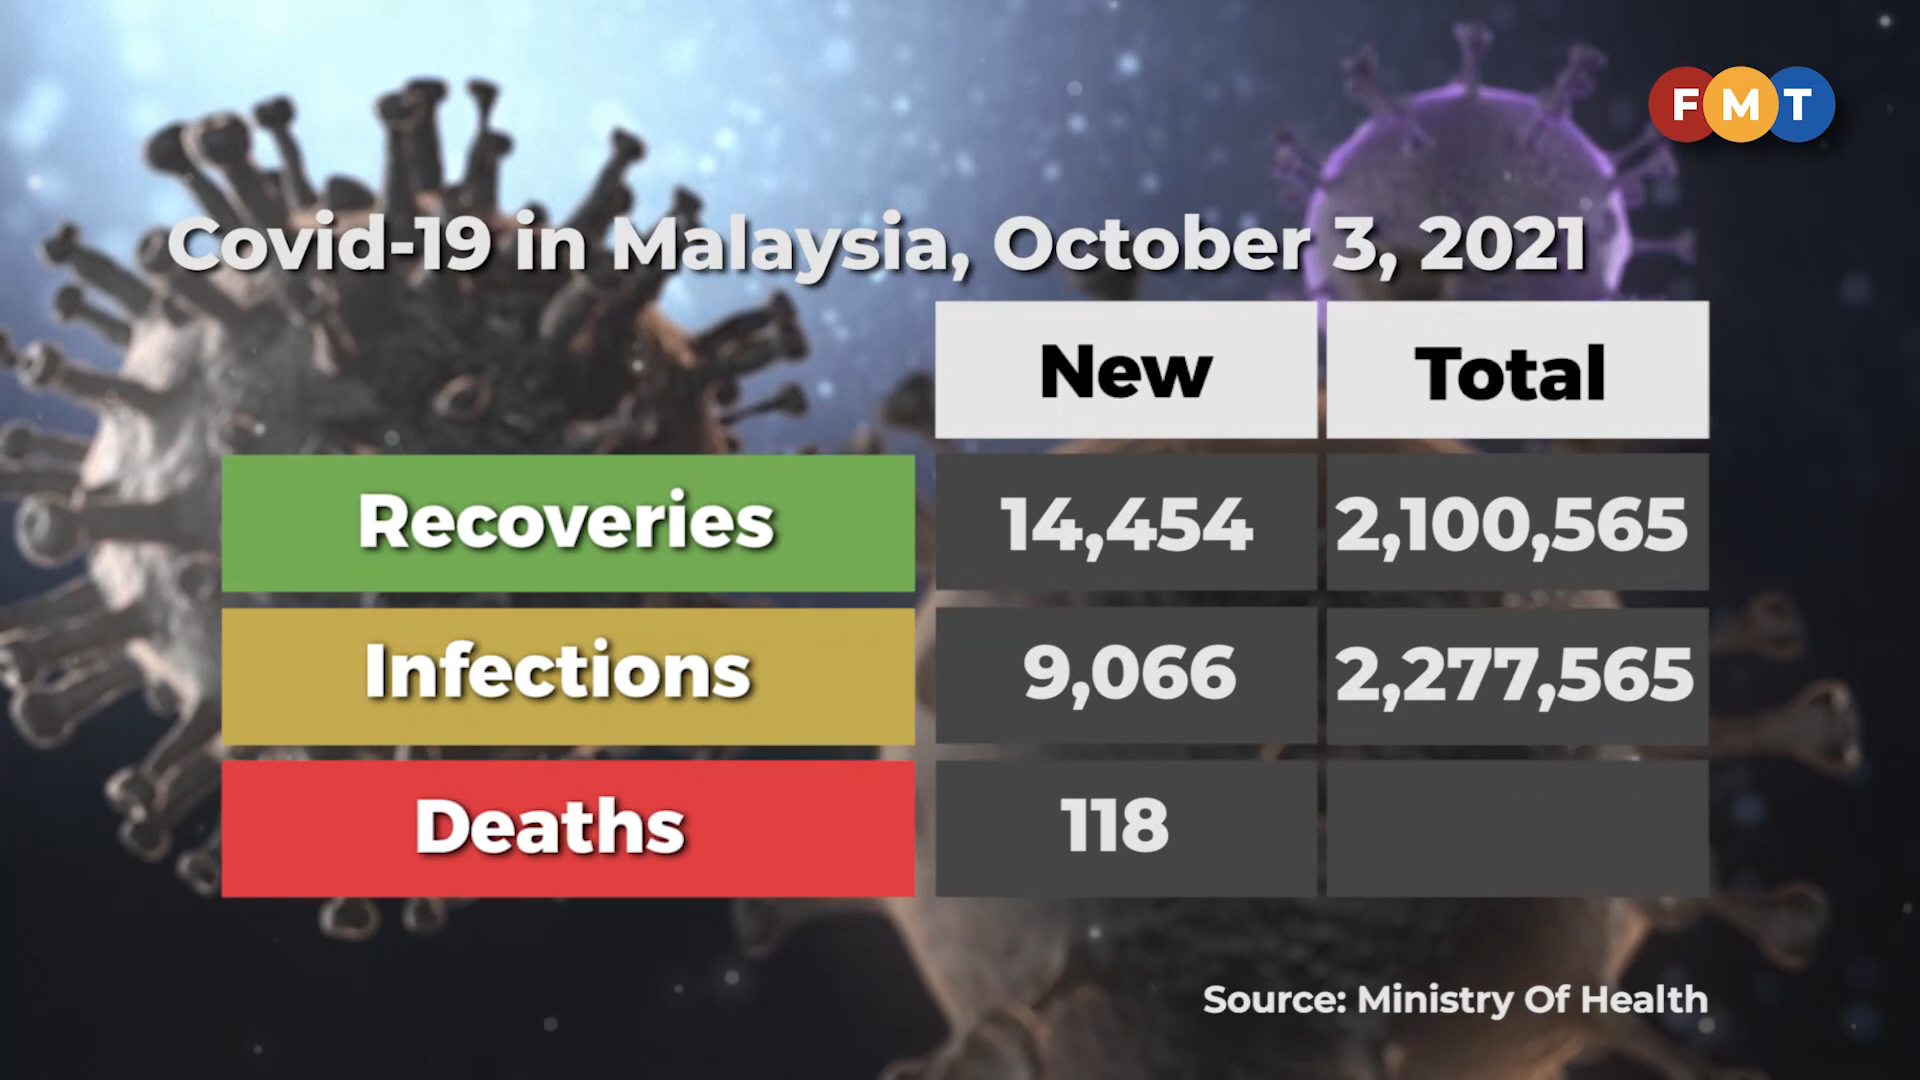 FMT
Covid-19 in Malaysia, October 3, 2021
New Total
Recoveries 14,454 2,100,565
Infections 9,066 2,277,565
Deaths 118
Source: Ministry Of Health